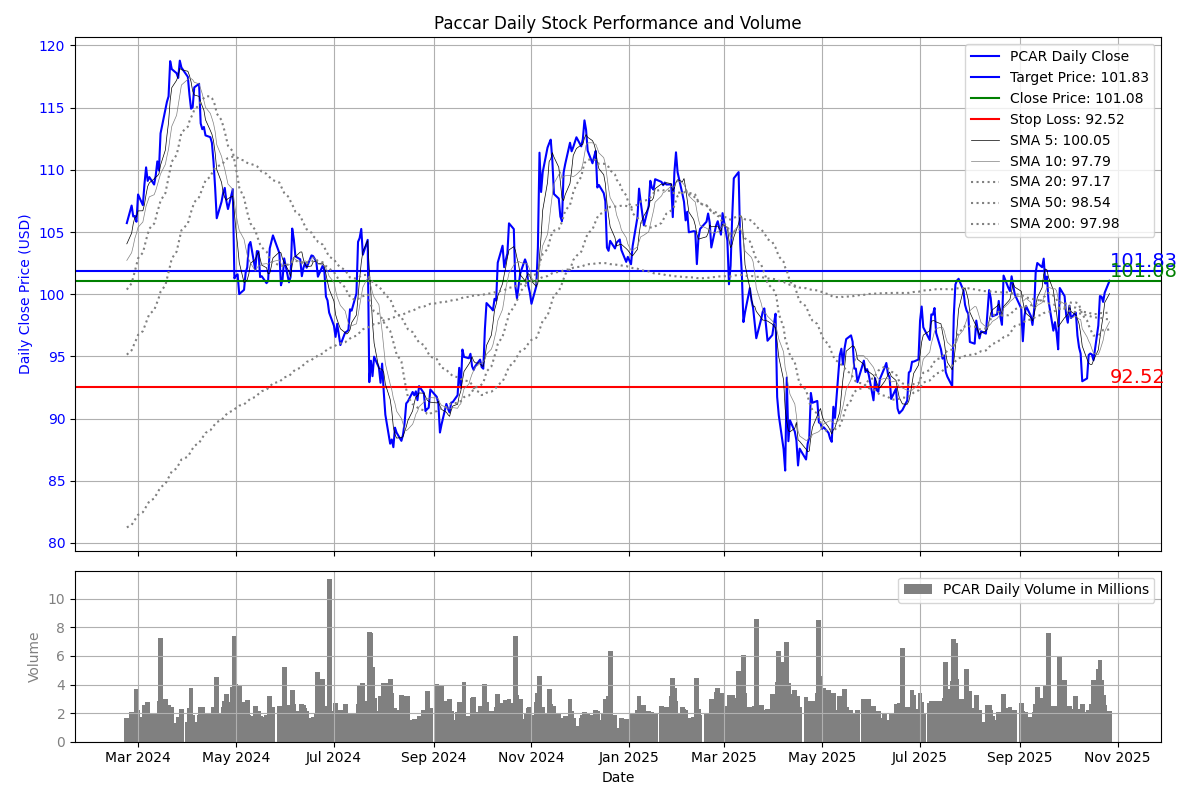 Paccar Daily Stock Performance and Volume
120
115
110
105
100
95
90
85
80
Daily Close Price (USD)
PCAR Daily Close
Target Price: 101.83
Close Price: 101.08
Stop Loss: 92.52
SMA 5: 100.05
SMA 10: 97.79
SMA 20: 97.17
SMA 50: 98.54
SMA 200: 97.98
101.83
101.08
92.52
10
8
6
4
2
0
Volume
PCAR Daily Volume in Millions
Mar 2024 May 2024 Jul 2024 Sep 2024 Nov 2024 Jan 2025 Mar 2025 May 2025 Jul 2025 Sep 2025 Nov 2025
Date